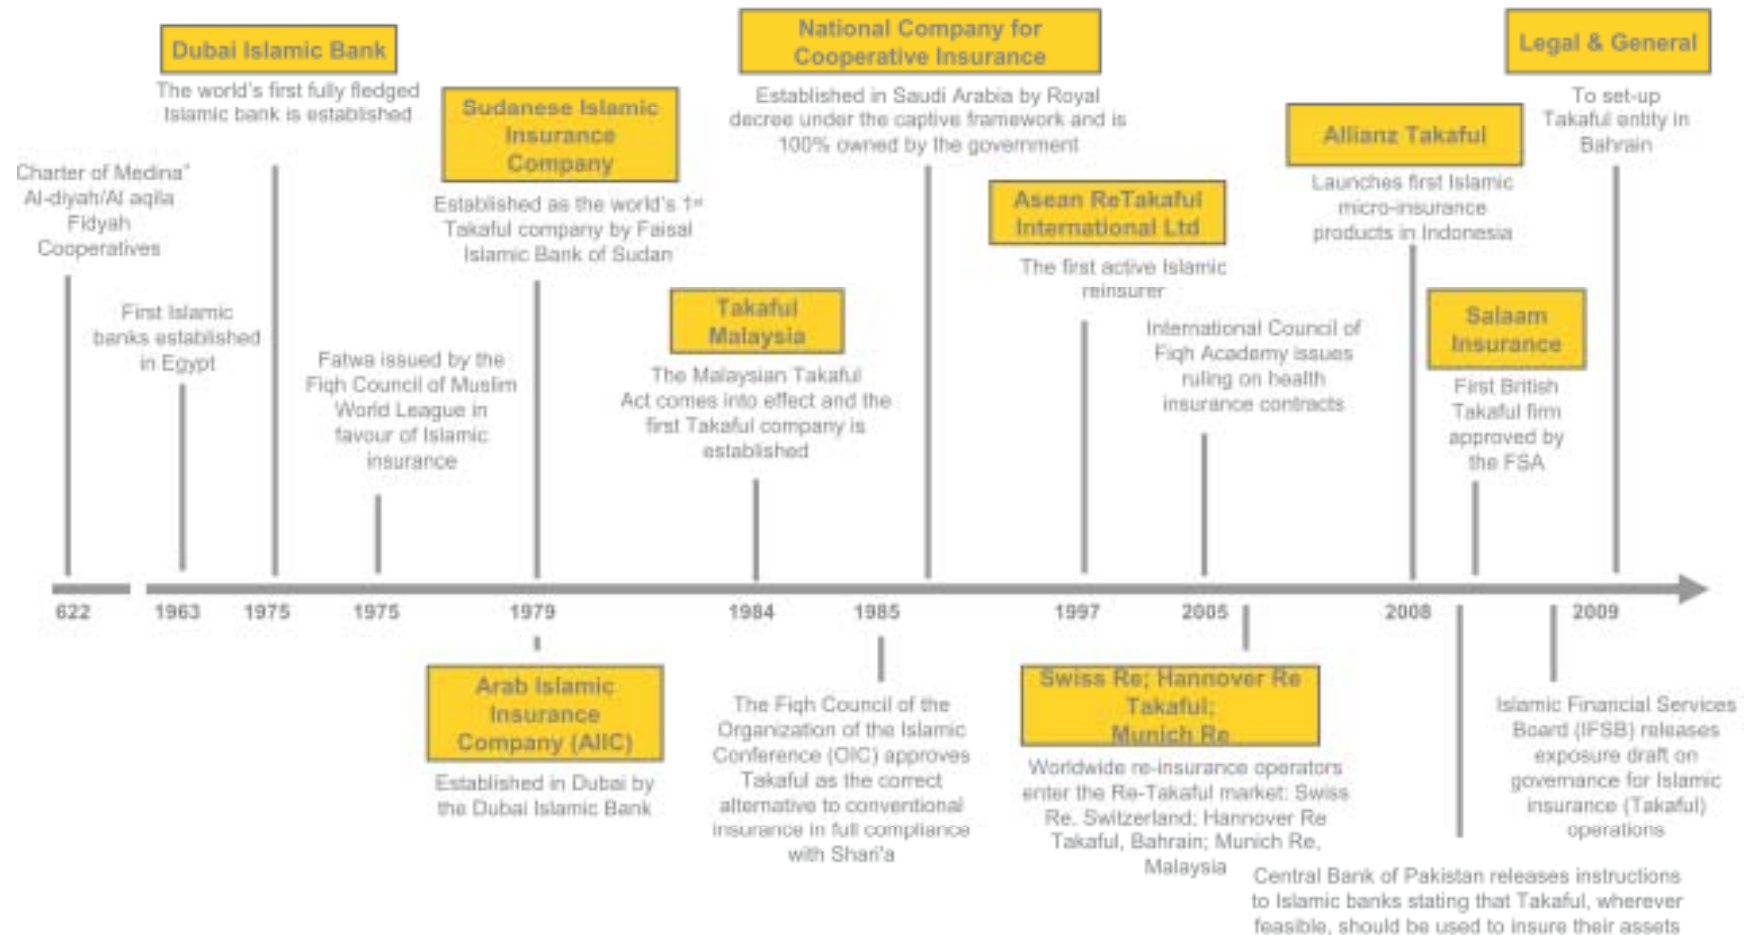 Dubai Islamic Bank
The world's first fully fledged
Islamic bank is established
Charter of Medina"
Al-diyah/Al aqila
Fidyah
Cooperatives
First Islamic
banks established
in Egypt
Fatwa issued by the
Fiqh Council of Muslim
World League in
favour of Islamic
insurance
Sudanese Islamic
Insurance
Company
Established as the world's 1st
Takaful company by Faisal
Islamic Bank of Sudan
Takaful
Malaysia
The Malaysian Takaful
Act comes into effect and the
first Takaful company is
established
National Company for
Cooperative Insurance
Established in Saudi Arabia by Royal
decree under the captive framework and is
100% owned by the government
Asean ReTakaful
International Ltd
The first active Islamic
reinsurer
International Council of
Fiqh Academy issues
ruling on health
insurance contracts
Allianz Takaful
Launches first Islamic
micro-insurance
products in Indonesia
Salaam
Insurance
First British
Takaful firm
approved by
the FSA
Legal & General
To set-up
Takaful entity in
Bahrain
622 1963 1975 1975 1979 1984 1985 1997 2005 2008 2009
Arab Islamic
Insurance
Company (AIIC)
Established in Dubai by
the Dubai Islamic Bank
The Fiqh Council of the
Organization of the Islamic
Conference (OIC) approves
Takaful as the correct
alternative to conventional
insurance in full compliance
with Shari'a
Swiss Re; Hannover Re
Takaful;
Munich Re
Worldwide re-insurance operators
enter the Re-Takaful market: Swiss
Re, Switzerland; Hannover Re
Takaful, Bahrain; Munich Re,
Malaysia
Central Bank of Pakistan releases instructions
to Islamic banks stating that Takaful, wherever
feasible, should be used to insure their assets
Islamic Financial Services
Board (IFSB) releases
exposure draft on
governance for Islamic
insurance (Takaful)
operations